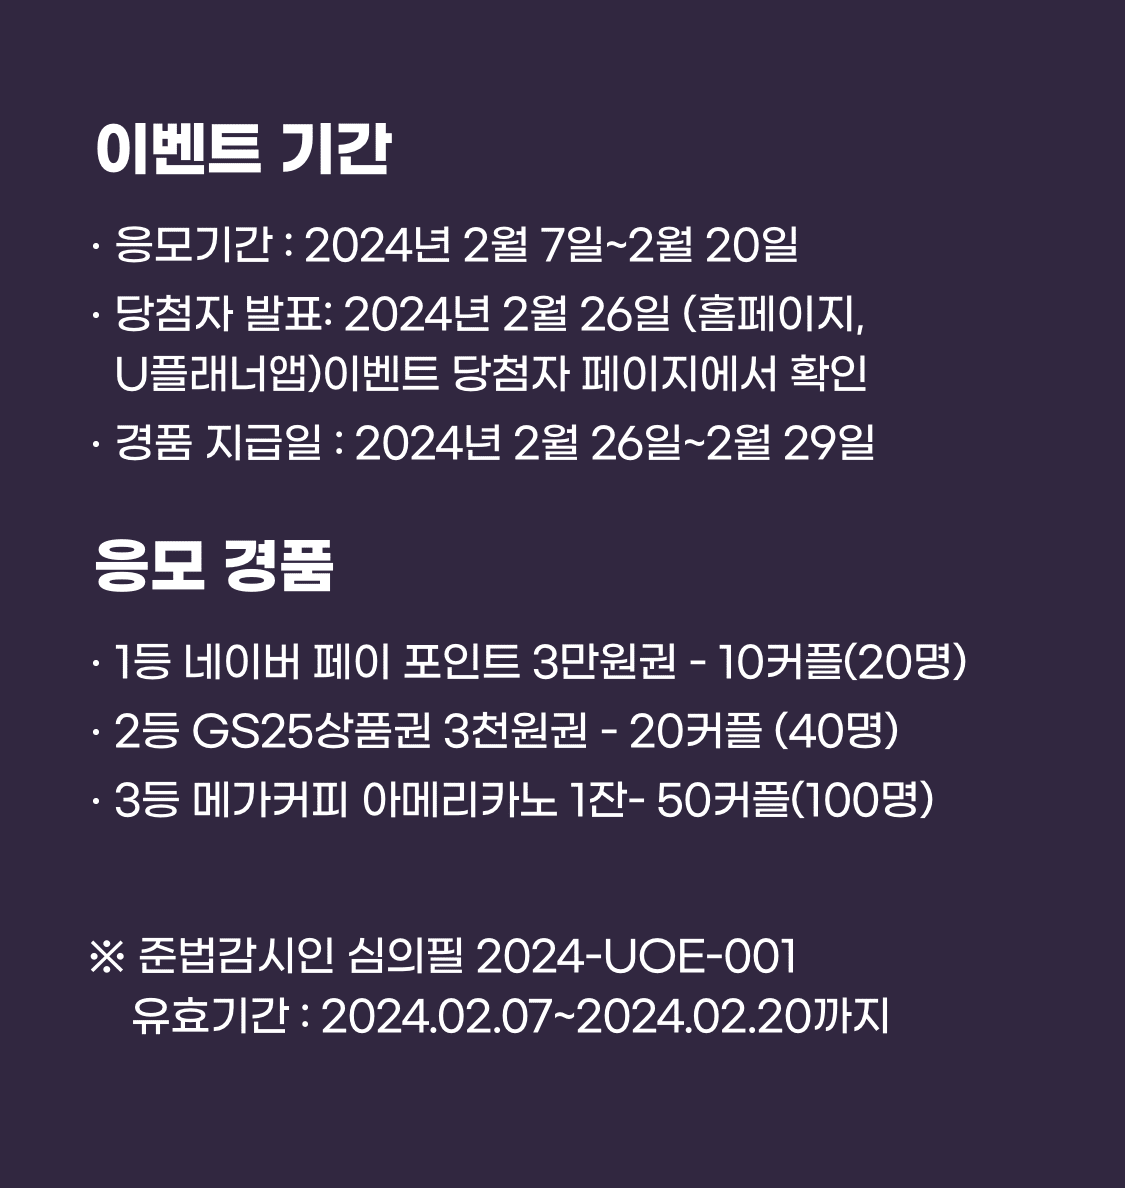 이벤트 기간
· 응모기간 : 2024년 2월 7일~2월 20일
· 당첨자 발표: 2024년 2월 26일 (홈페이지,
U플래너앱)이벤트 당첨자 페이지에서 확인
· 경품 지급일 : 2024년 2월 26일~2월 29일
응모 경품
· 1등 네이버 페이 포인트 3만원권 - 10커플(20명)
· 2등 GS25상품권 3천원권 - 20커플 (40명)
· 3등 메가커피 아메리카노 1잔- 50커플(100명)
※ 준법감시인 심의필 2024-UOE-001
유효기간 : 2024.02.07~2024.02.20까지